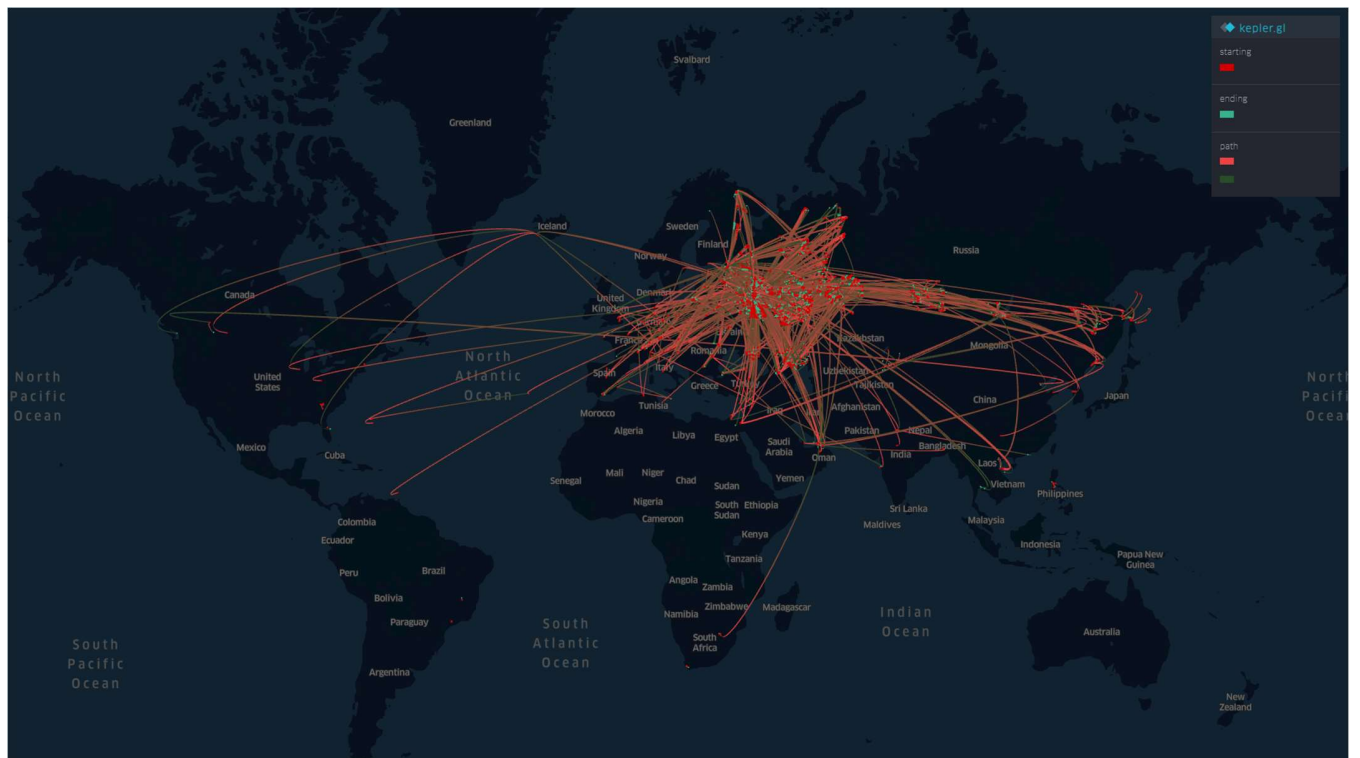 kepler.gl
starting
ending
path
Svalbard
Greenland
Iceland
Sweden
Finland
Norway
Russia
Canada
United
Kingdom
Denmark
France
Romania
Kazakhstan
Mongolia
North
Atlantic
Ocean
Spain
Italy
Greece
Uzbekistan
Tajikistan
United
States
North
Pacific
Ocean
China
Japan
Morocco
Tunisia
Iraq
Afghanistan
Algeria
Libya
Egypt
Saudi
Arabia
Pakistan
Nepal
Bangladesh
Mexico
Cuba
Oman
India
Laos
Senegal
Mali
Niger
Chad
Sudan
Yemen
Vietnam
Philippines
Nigeria
South
Sudan
Ethiopia
Sri Lanka
Colombia
Cameroon
Maldives
Malaysia
Ecuador
Kenya
Indonesia
Papua New
Guinea
Peru
Brazil
Tanzania
Angola
Zambia
Bolivia
Namibia
Zimbabwe
Madagascar
Paraguay
South
Atlantic
Ocean
Indian
Ocean
South
Africa
Australia
South
Pacific
Ocean
Argentina
New
Zealand